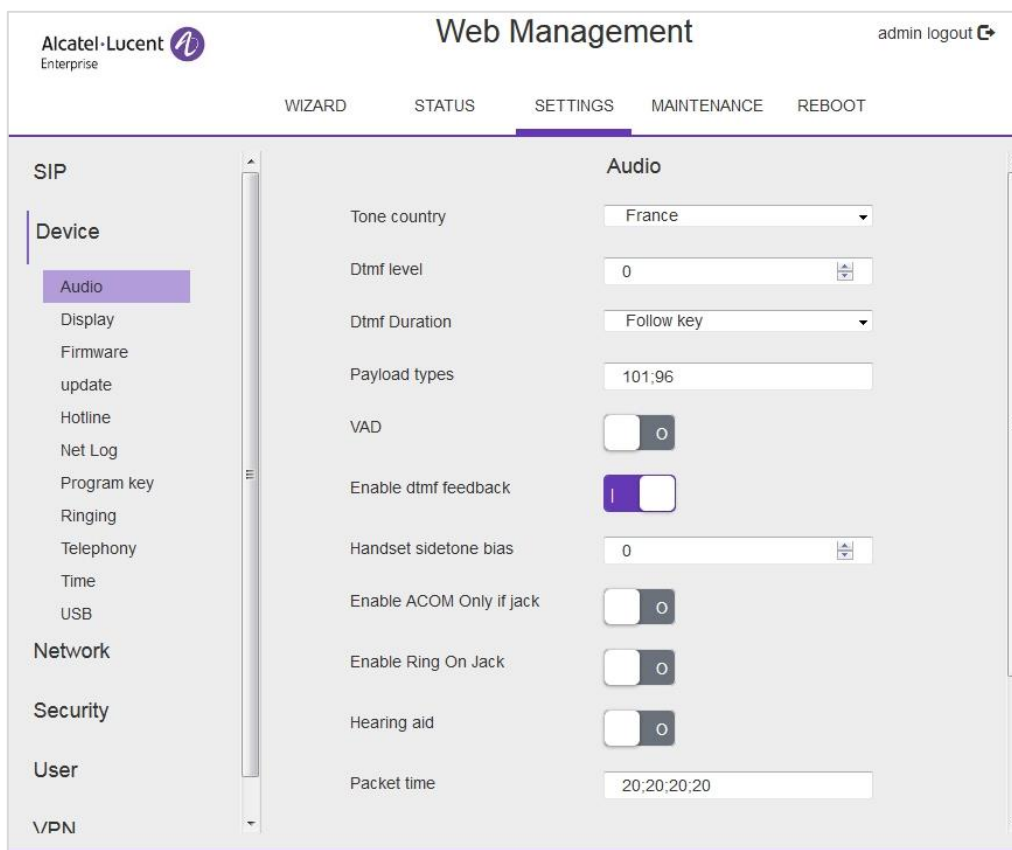 Alcatel·Lucent
Enterprise
Web Management
admin logout
WIZARD STATUS SETTINGS MAINTENANCE REBOOT
SIP
Device
Audio
Display
Firmware
update
Hotline
Net Log
Program key
Ringing
Telephony
Time
USB
Network
Security
User
VPN
Audio
Tone country France
Dtmf level 0
Dtmf Duration Follow key
Payload types 101;96
VAD O
Enable dtmf feedback |
Handset sidetone bias 0
Enable ACOM Only if jack O
Enable Ring On Jack O
Hearing aid O
Packet time 20;20;20;20